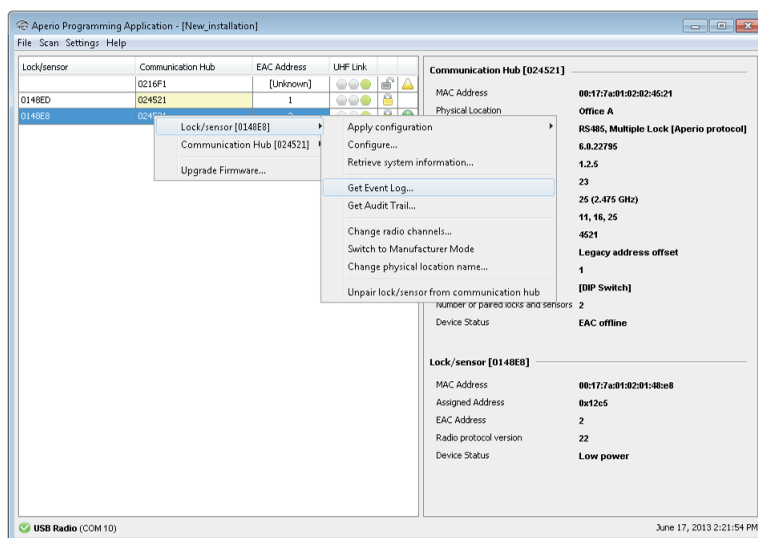 Aperio Programming Application - [New_installation]
File Scan Settings Help
Lock/sensor Communication Hub EAC Address UHF Link
0216F1 [Unknown]
0148ED 024521 1
0148E8
Lock/sensor [0148E8]
Communication Hub [024521]
Upgrade Firmware...
Apply configuration
Configure...
Retrieve system information...
Get Event Log...
Get Audit Trail...
Change radio channels...
Switch to Manufacturer Mode
Change physical location name...
Unpair lock/sensor from communication hub
Communication Hub [024521]
MAC Address 00:17:7a:01:02:02:45:21
Physical Location Office A
RS485, Multiple Lock [Aperio protocol]
6.0.22795
1.2.5
23
25 (2.475 GHz)
11, 16, 25
4521
Legacy address offset
1
[DIP Switch]
Number of paired locks and sensors 2
Device Status EAC offline
Lock/sensor [0148E8]
MAC Address 00:17:7a:01:02:01:48:e8
Assigned Address 0x12c5
EAC Address 2
Radio protocol version 22
Device Status Low power
USB Radio (COM 10) June 17, 2013 2:21:54 PM